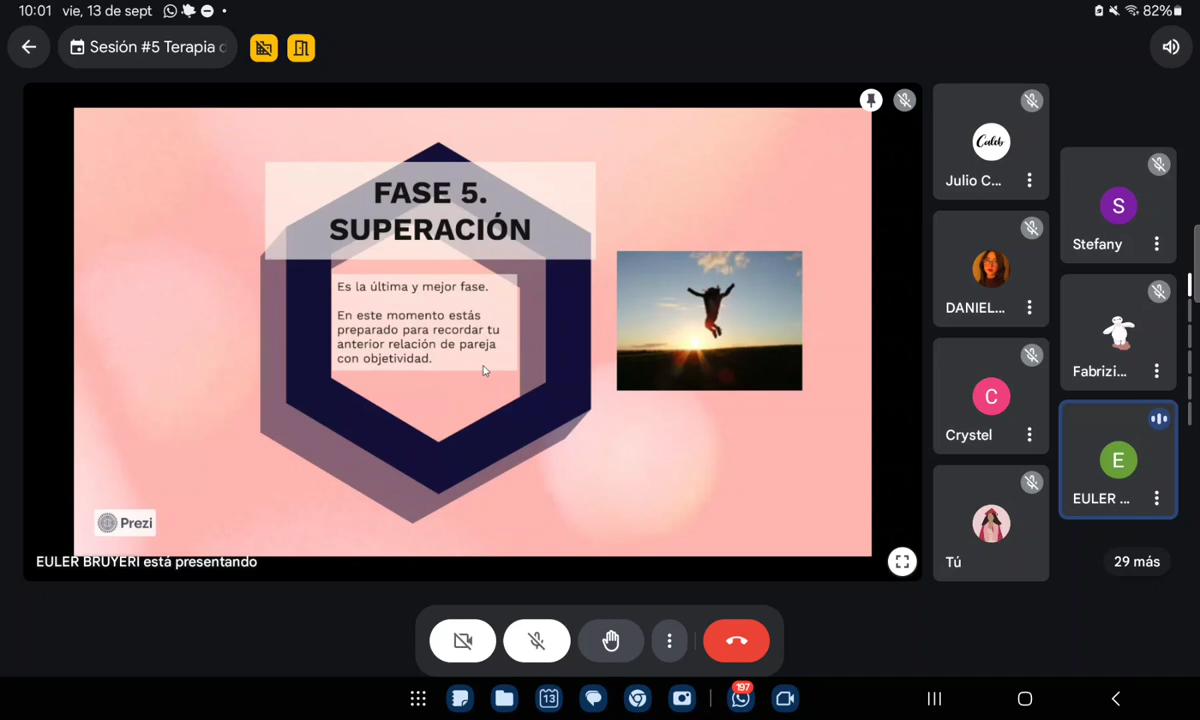 10:01 vie, 13 de sept
82%
Sesión #5 Terapia
FASE 5.
SUPERACIÓN
Es la última y mejor fase.
En este momento estás
preparado para recordar tu
anterior relación de pareja
con objetividad.
Prezi
EULER BRUYERI está presentando
Caleb
Julio C...
DANIEL...
C
Crystel
Tú
S
Stefany
Fabrizi...
E
EULER ...
29 más
13
197